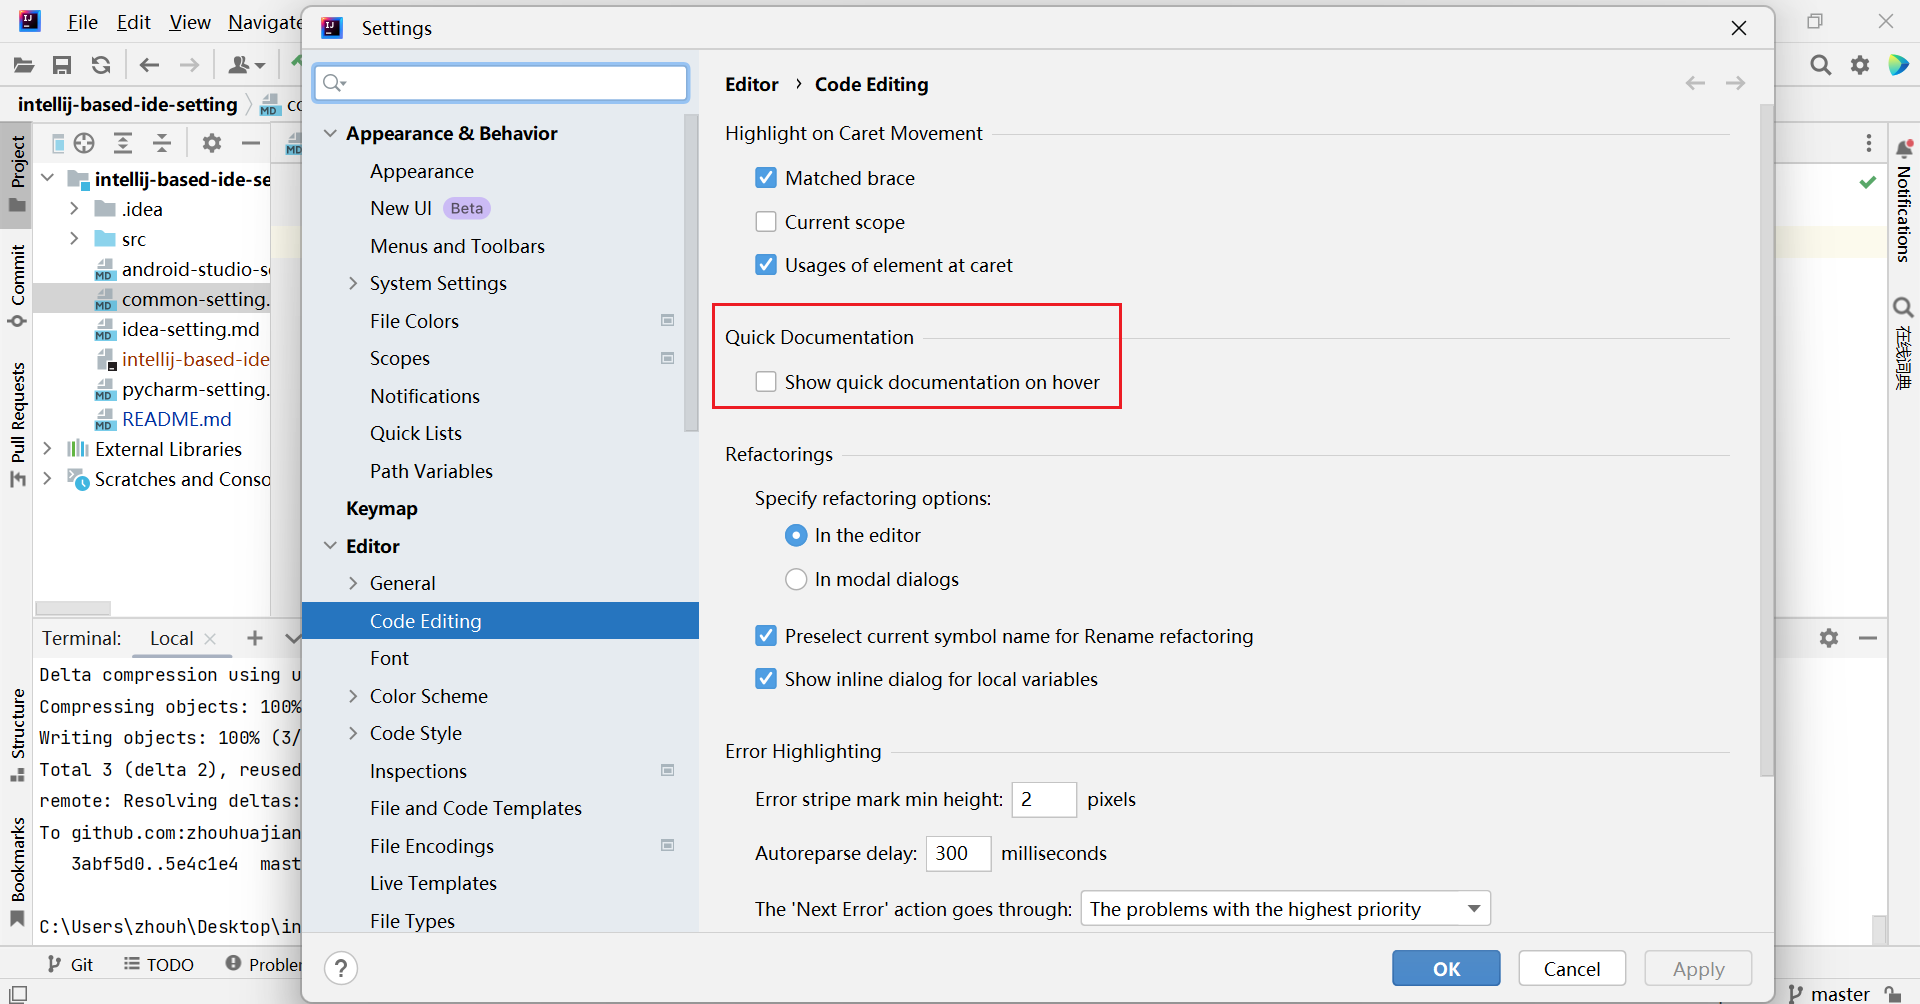 File Edit View Navigate
Settings
intellij-based-ide-setting
Editor › Code Editing
Project
Commit
Pull Requests
Structure
Bookmarks
intellij-based-ide-se
.idea
src
android-studio-s
common-setting.
idea-setting.md
intellij-based-ide
pycharm-setting.
README.md
External Libraries
Scratches and Conso
Appearance & Behavior
Appearance
New UI Beta
Menus and Toolbars
System Settings
File Colors
Scopes
Notifications
Quick Lists
Path Variables
Keymap
Editor
General
Code Editing
Font
Color Scheme
Code Style
Inspections
File and Code Templates
File Encodings
Live Templates
File Types
Highlight on Caret Movement
Matched brace
Current scope
Usages of element at caret
Quick Documentation
Show quick documentation on hover
Refactorings
Specify refactoring options:
In the editor
In modal dialogs
Preselect current symbol name for Rename refactoring
Show inline dialog for local variables
Error Highlighting
Error stripe mark min height: 2 pixels
Autoreparse delay: 300 milliseconds
The 'Next Error' action goes through: The problems with the highest priority
Notifications
在线词典
Terminal: Local
Delta compression using u
Compressing objects: 100%
Writing objects: 100% (3/
Total 3 (delta 2), reused
remote: Resolving deltas:
To github.com:zhouhuajian
3abf5d0..5e4c1e4 mast
C:\Users\zhouh\Desktop\in
Git TODO Probler
? OK Cancel Apply
master